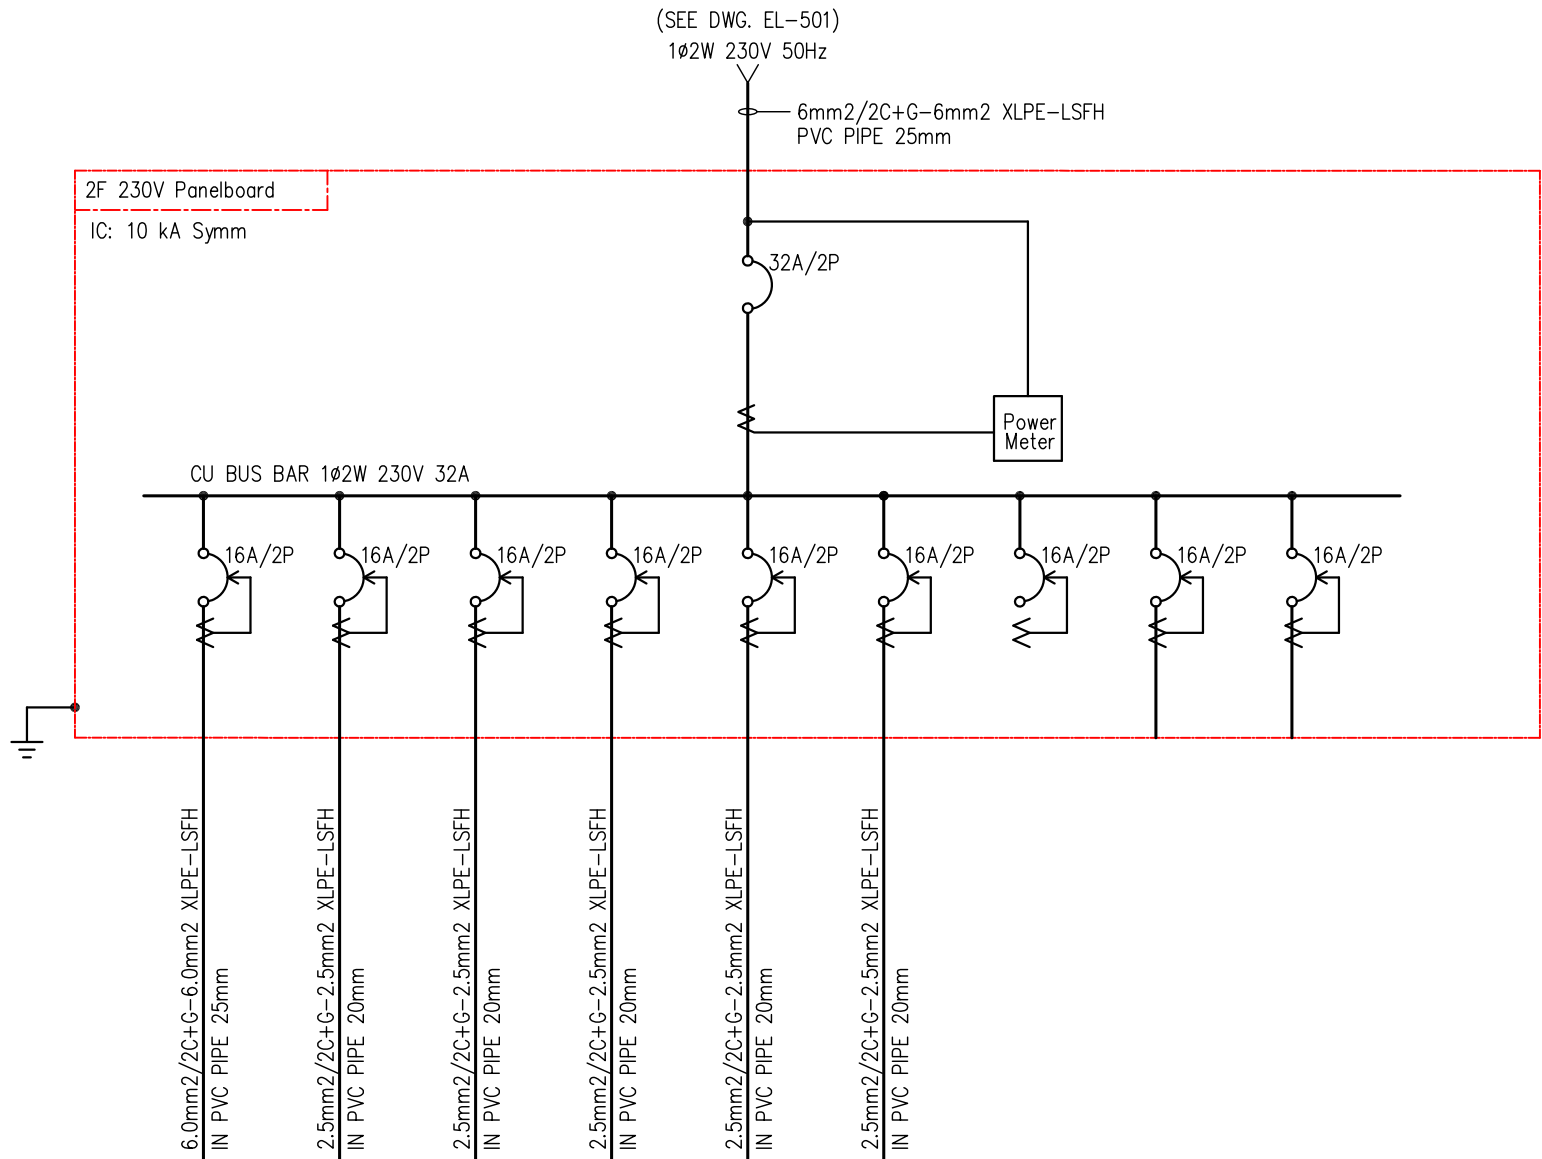 (SEE DWG. EL-501)
1ø2W 230V 50Hz
6mm2/2C+G-6mm2 XLPE-LSFH
PVC PIPE 25mm
2F 230V Panelboard
IC: 10 kA Symm
32A/2P
Power
Meter
CU BUS BAR 1ø2W 230V 32A
16A/2P
16A/2P
16A/2P
16A/2P
16A/2P
16A/2P
16A/2P
16A/2P
16A/2P
6.0mm2/2C+G-6.0mm2 XLPE-LSFH
IN PVC PIPE 25mm
2.5mm2/2C+G-2.5mm2 XLPE-LSFH
IN PVC PIPE 20mm
2.5mm2/2C+G-2.5mm2 XLPE-LSFH
IN PVC PIPE 20mm
2.5mm2/2C+G-2.5mm2 XLPE-LSFH
IN PVC PIPE 20mm
2.5mm2/2C+G-2.5mm2 XLPE-LSFH
IN PVC PIPE 20mm
2.5mm2/2C+G-2.5mm2 XLPE-LSFH
IN PVC PIPE 20mm